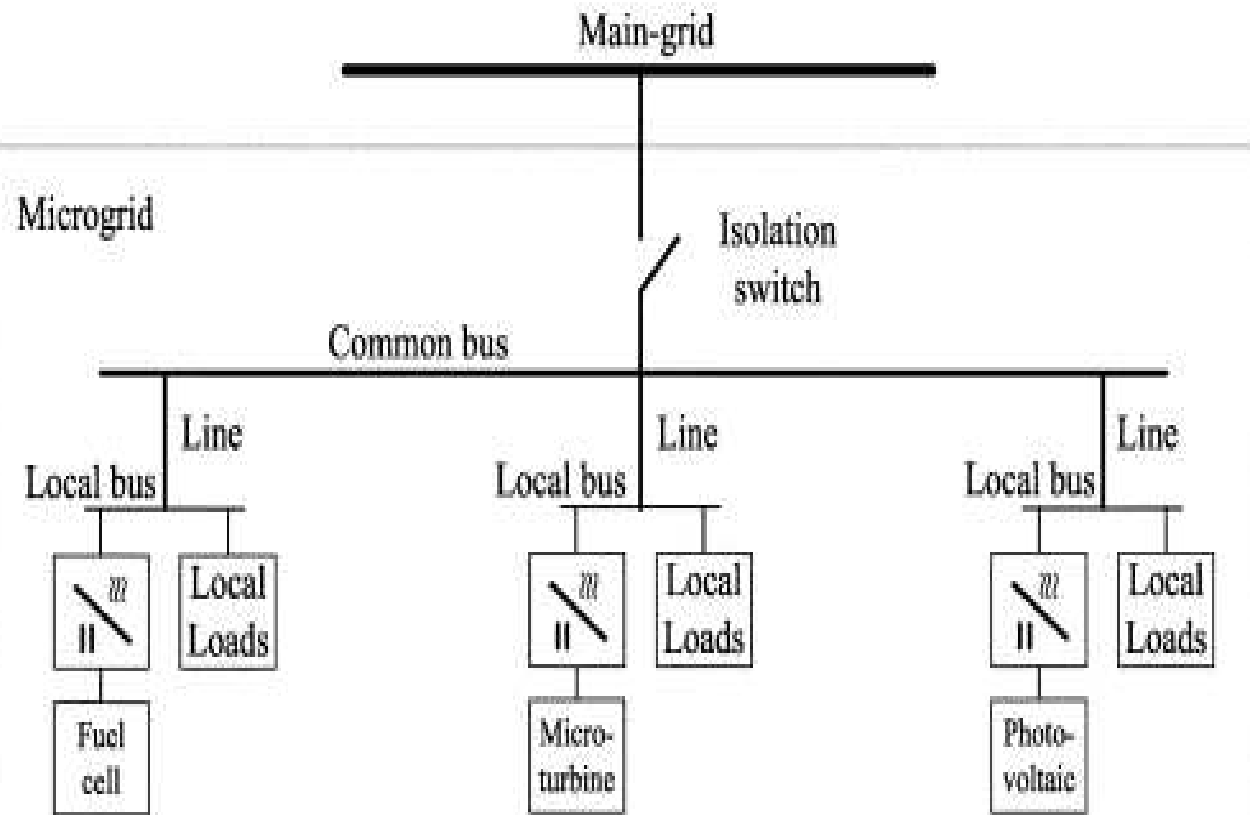 Main-grid
Microgrid
Isolation
switch
Common bus
Line
Line
Line
Local bus
Local bus
Local bus
Local
Loads
Local
Loads
Local
Loads
Fuel
cell
Micro-
turbine
Photo-
voltaic